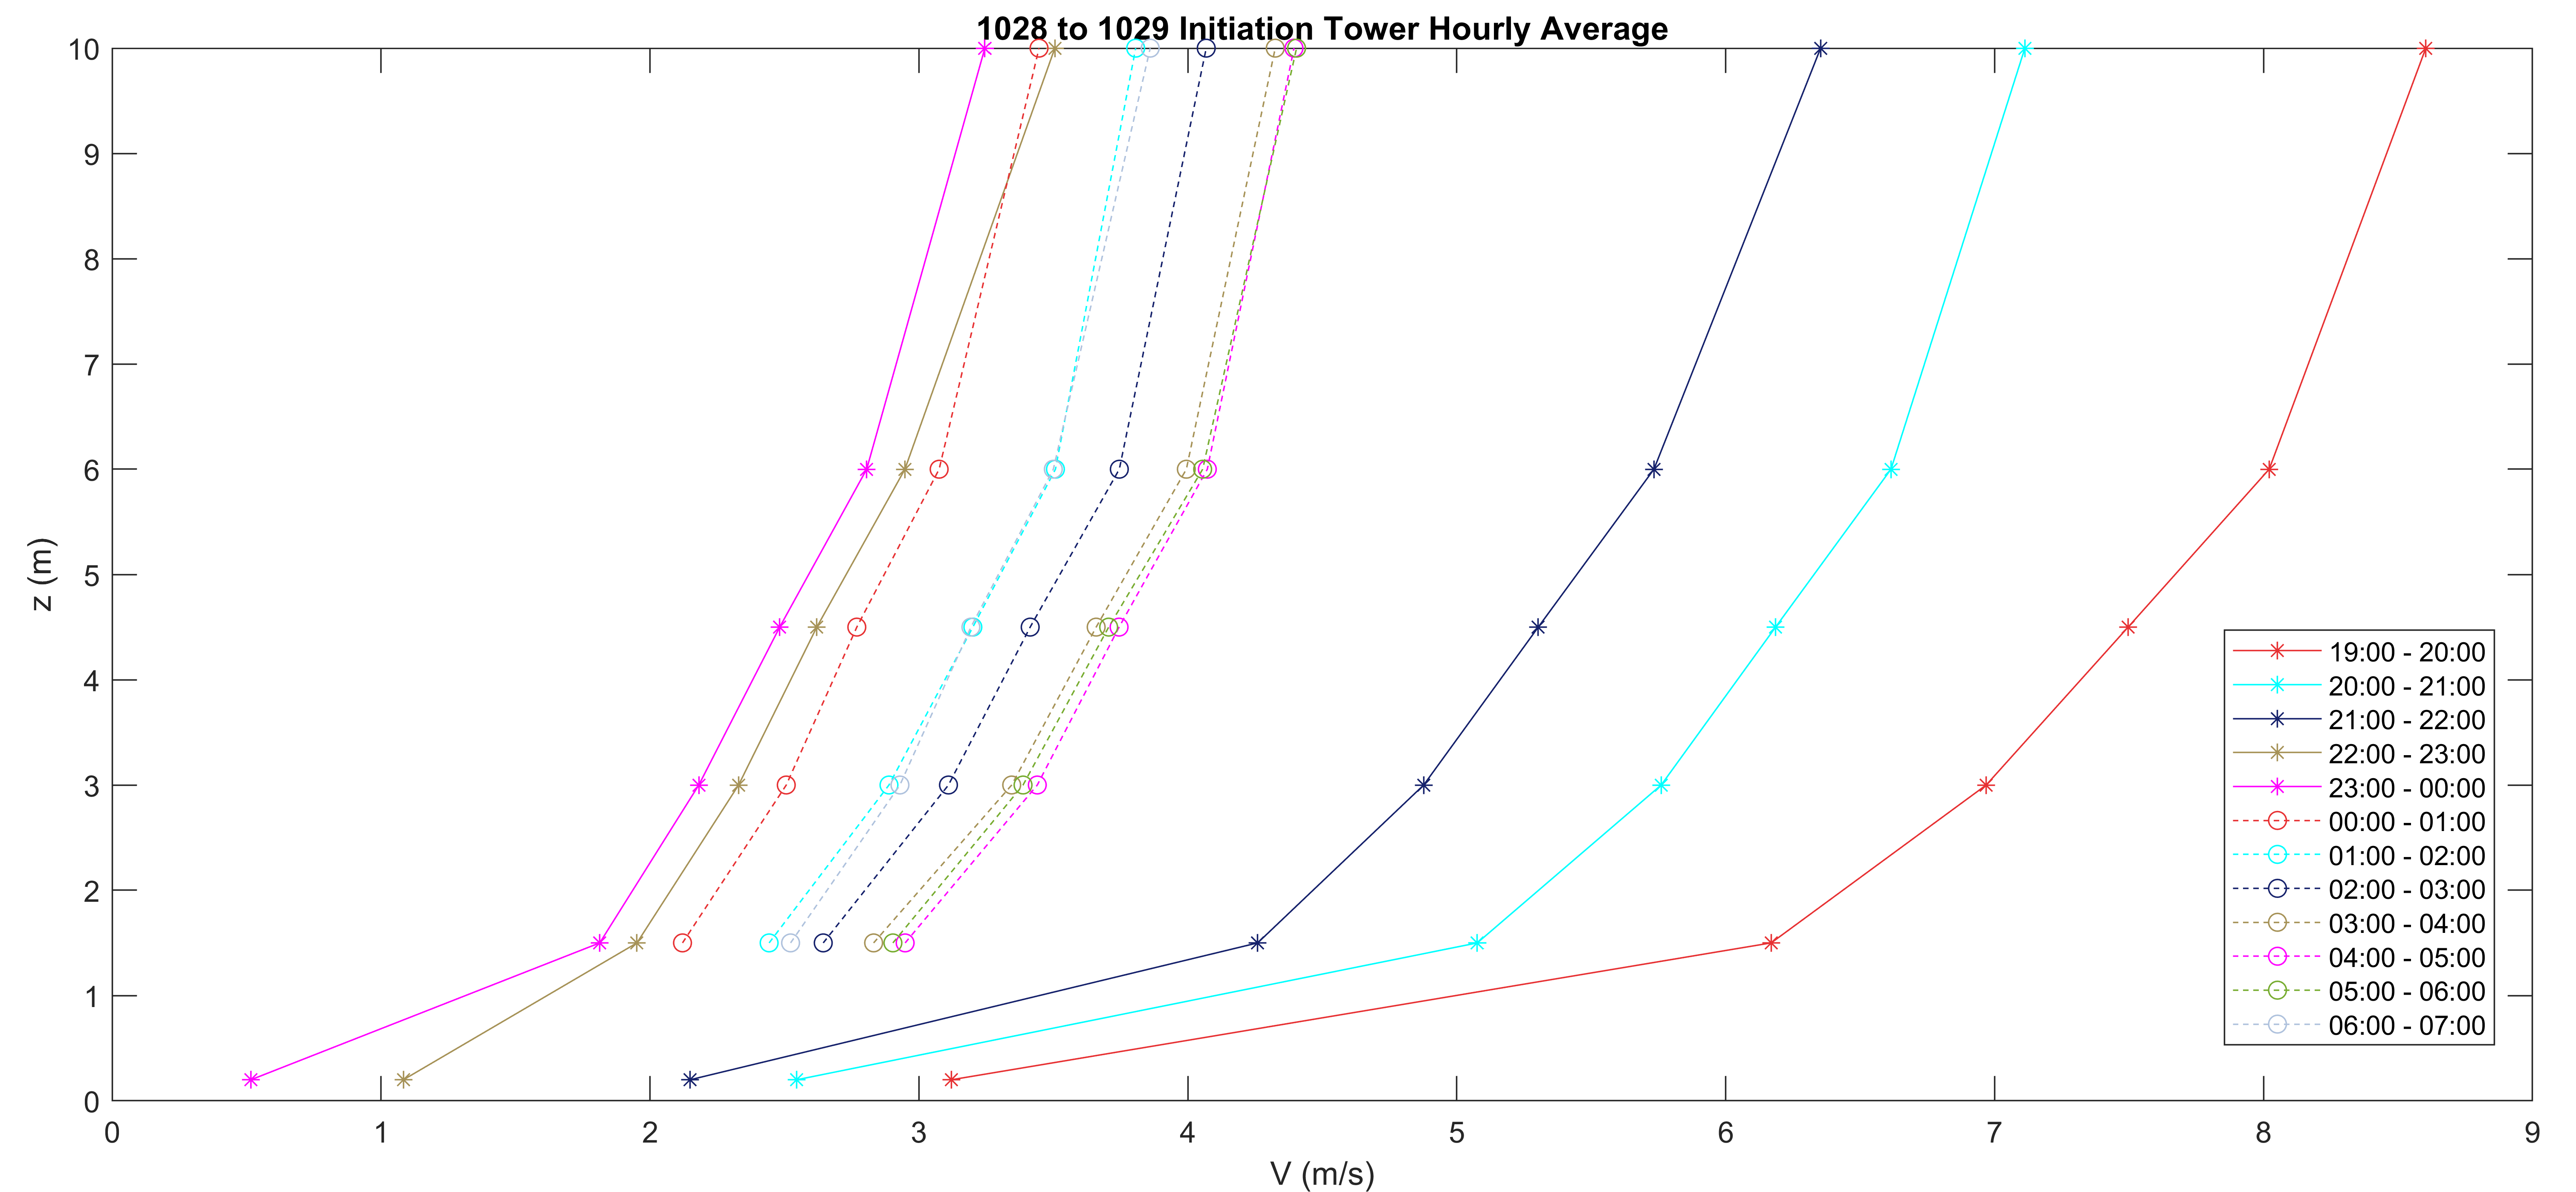 1028 to 1029 Initiation Tower Hourly Average
10
9
8
7
6
5
4
3
2
1
0
z (m)
19:00 - 20:00
20:00 - 21:00
21:00 - 22:00
22:00 - 23:00
23:00 - 00:00
00:00 - 01:00
01:00 - 02:00
02:00 - 03:00
03:00 - 04:00
04:00 - 05:00
05:00 - 06:00
06:00 - 07:00
0 1 2 3 4 5 6 7 8 9
V (m/s)